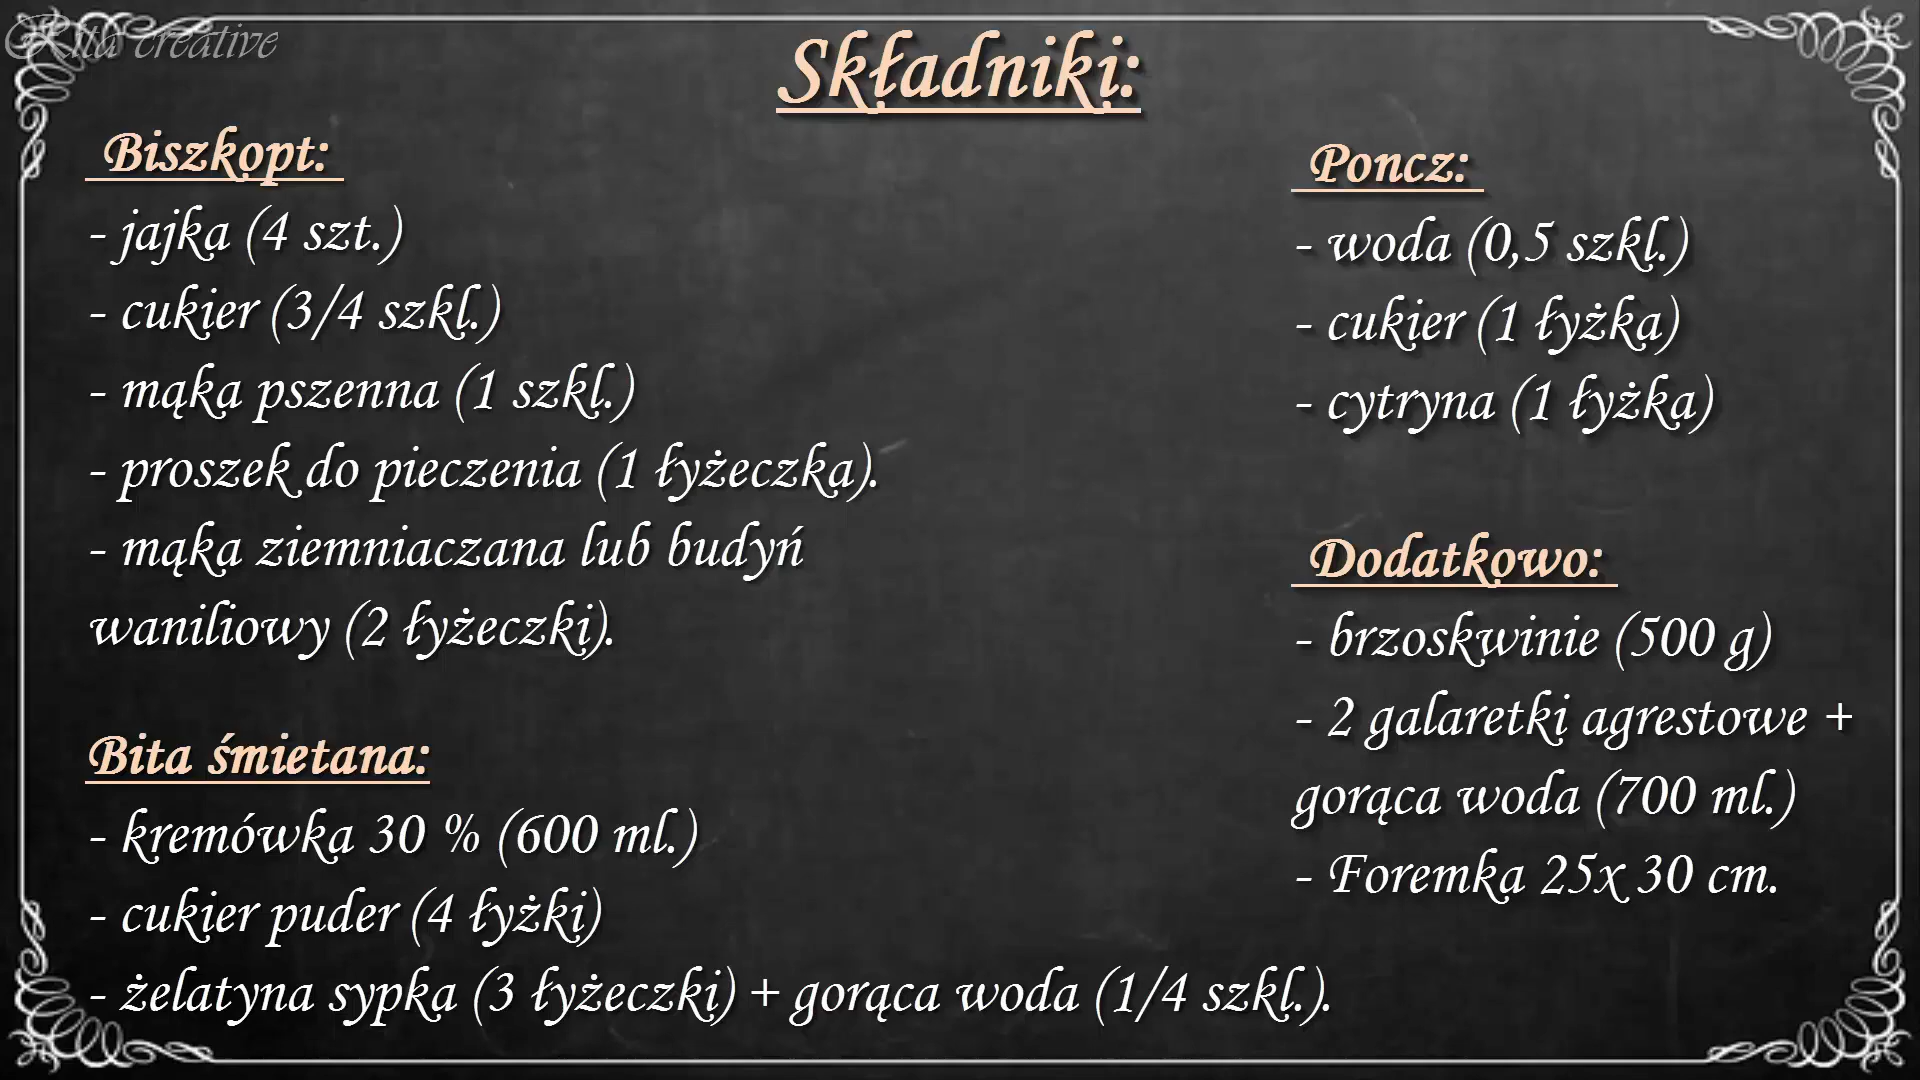 Rita creative
Składniki:
Biszkopt:
- jajka (4 szt.)
- cukier (3/4 szkl.)
- mąka pszenna (1 szkl.)
- proszek do pieczenia (1 łyżeczka).
- mąka ziemniaczana lub budyń
waniliowy (2 łyżeczki).
Bita śmietana:
- kremówka 30 % (600 ml.)
- cukier puder (4 łyżki)
- żelatyna sypka (3 łyżeczki) + gorąca woda (1/4 szkl.).
Poncz:
- woda (0,5 szkl.)
- cukier (1 łyżka)
- cytryna (1 łyżka)
Dodatkowo:
- brzoskwinie (500 g)
- 2 galaretki agrestowe +
gorąca woda (700 ml.)
- Foremka 25x 30 cm.